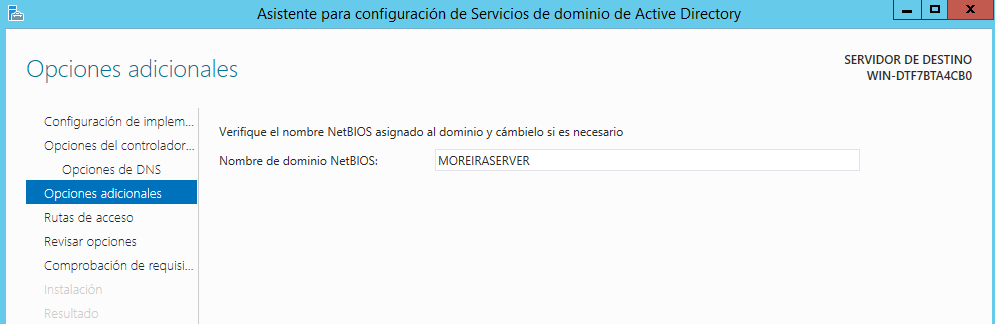 Asistente para configuración de Servicios de dominio de Active Directory
Opciones adicionales
SERVIDOR DE DESTINO
WIN-DTF7BTA4CB0
Configuración de implem...
Opciones del controlador...
Opciones de DNS
Opciones adicionales
Rutas de acceso
Revisar opciones
Comprobación de requisi...
Instalación
Resultado
Verifique el nombre NetBIOS asignado al dominio y cámbielo si es necesario
Nombre de dominio NetBIOS: MOREIRASERVER